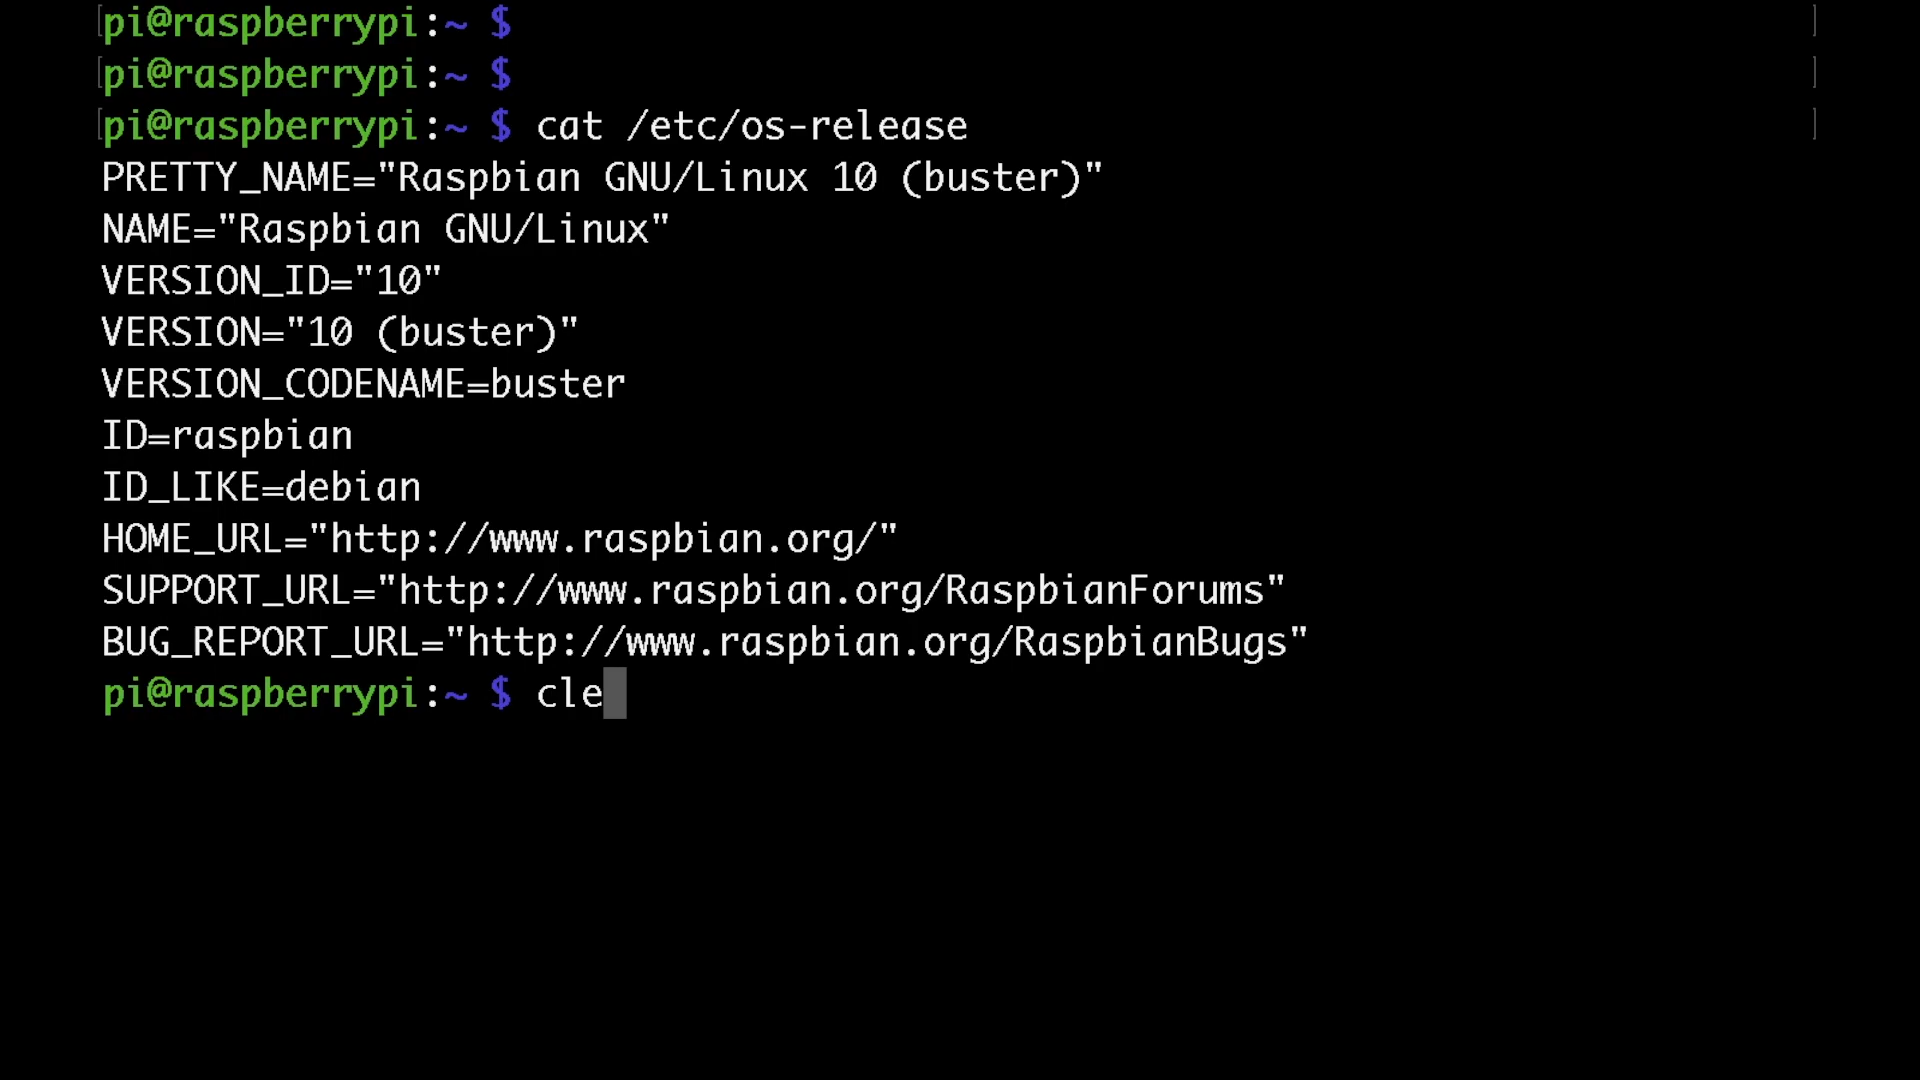 [pi@raspberrypi:~ $ ]
[pi@raspberrypi:~ $ ]
[pi@raspberrypi:~ $ cat /etc/os-release ]
PRETTY_NAME="Raspbian GNU/Linux 10 (buster)"
NAME="Raspbian GNU/Linux"
VERSION_ID="10"
VERSION="10 (buster)"
VERSION_CODENAME=buster
ID=raspbian
ID_LIKE=debian
HOME_URL="http://www.raspbian.org/"
SUPPORT_URL="http://www.raspbian.org/RaspbianForums"
BUG_REPORT_URL="http://www.raspbian.org/RaspbianBugs"
pi@raspberrypi:~ $ cle